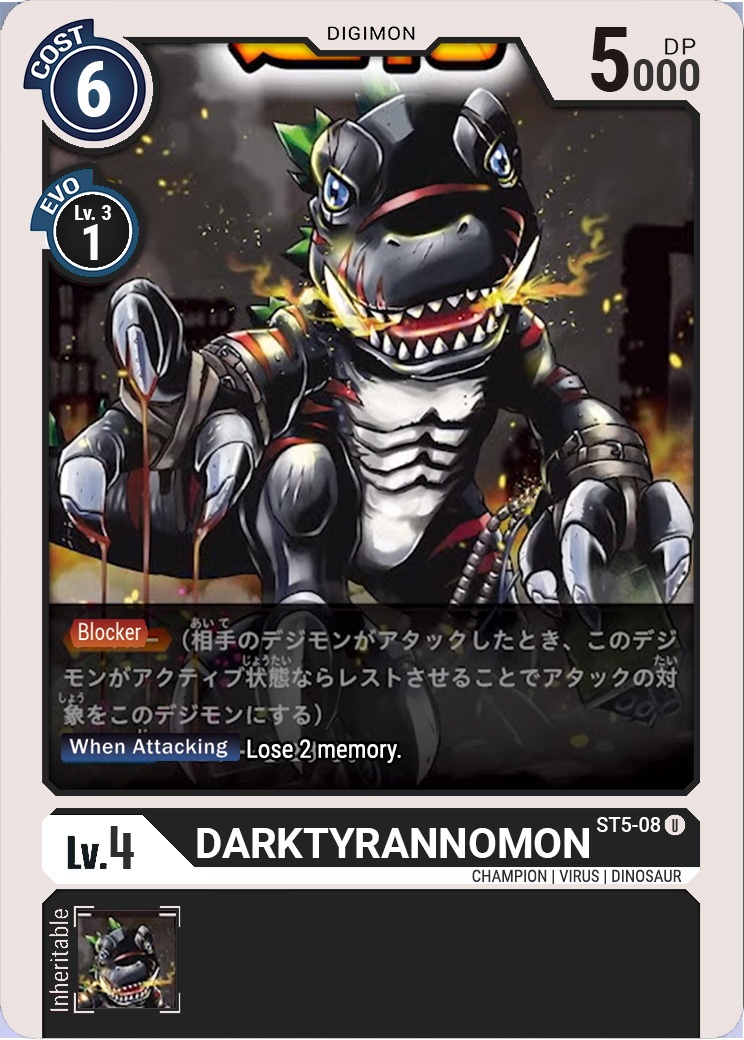 DIGIMON
COST
6
DP
5000
EVO
Lv. 3
1
Blocker (相手のデジモンがアタックしたとき、このデジ
モンがアクティブ状態ならレストさせることでアタックの対
象をこのデジモンにする)
When Attacking Lose 2 memory.
Lv.4
DARKTYRANNOMON
ST5-08 U
CHAMPION | VIRUS | DINOSAUR
Inheritable